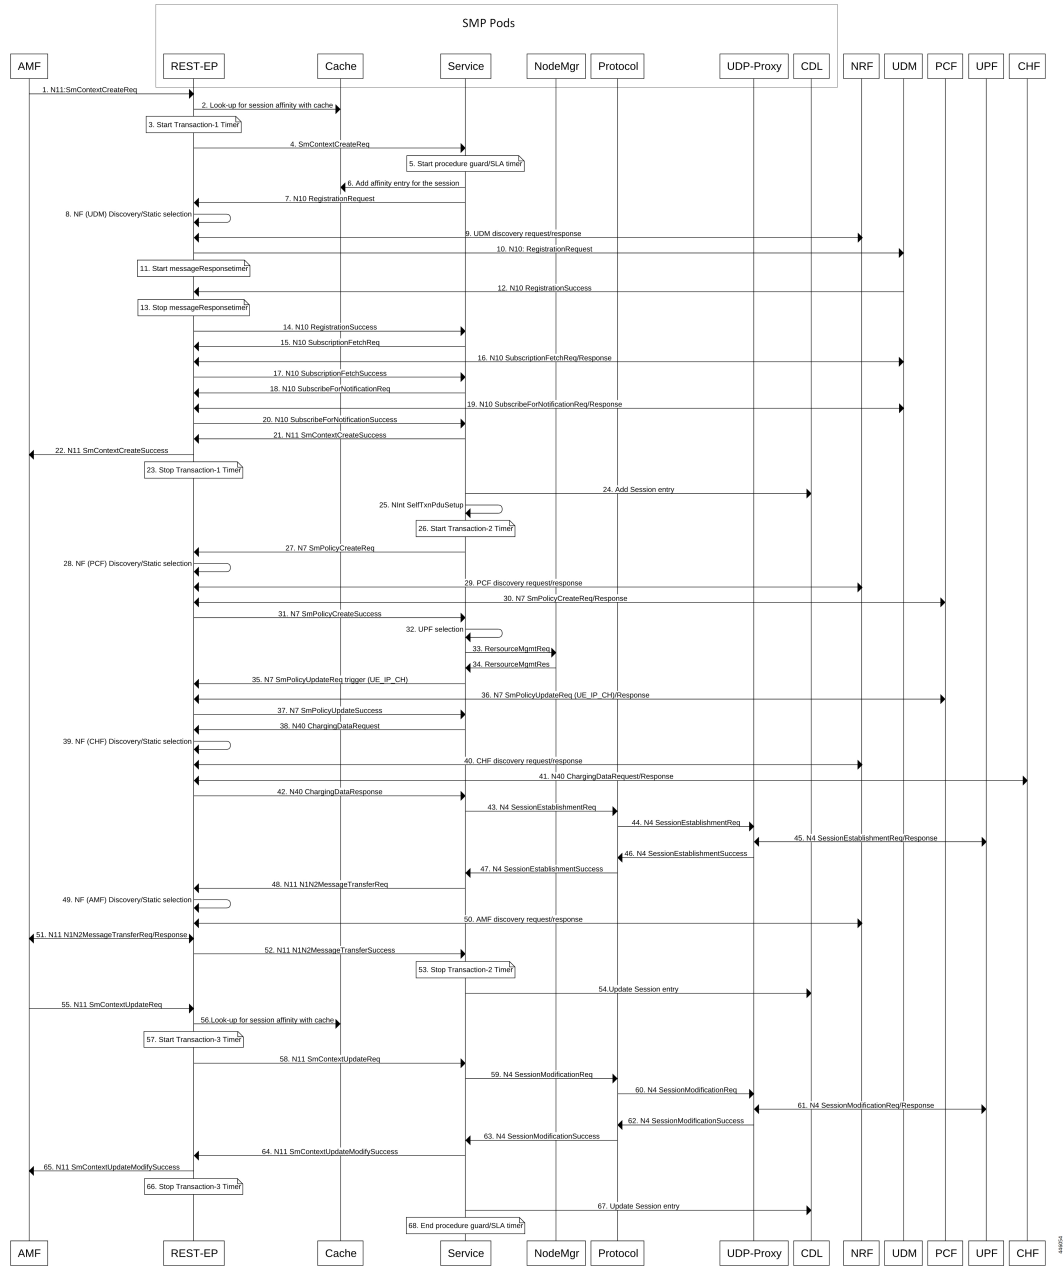 SMP Pods
AMF
REST-EP
Cache
Service
NodeMgr
Protocol
UDP-Proxy
CDL
NRF
UDM
PCF
UPF
CHF
1. N11:SmContextCreateReq
2. Look-up for session affinity with cache
3. Start Transaction-1 Timer
4. SmContextCreateReq
5. Start procedure guard/SLA timer
6. Add affinity entry for the session
7. N10 RegistrationRequest
8. NF (UDM) Discovery/Static selection
9. UDM discovery request/response
10. N10: RegistrationRequest
11. Start messageResponsetimer
12. N10 RegistrationSuccess
13. Stop messageResponsetimer
14. N10 RegistrationSuccess
15. N10 SubscriptionFetchReq
16. N10 SubscriptionFetchReq/Response
17. N10 SubscriptionFetchSuccess
18. N10 SubscribeForNotificationReq
19. N10 SubscribeForNotificationReq/Response
20. N10 SubscribeForNotificationSuccess
21. N11 SmContextCreateSuccess
22. N11 SmContextCreateSuccess
23. Stop Transaction-1 Timer
24. Add Session entry
25. NInt SelfTxnPduSetup
26. Start Transaction-2 Timer
27. N7 SmPolicyCreateReq
28. NF (PCF) Discovery/Static selection
29. PCF discovery request/response
30. N7 SmPolicyCreateReq/Response
31. N7 SmPolicyCreateSuccess
32. UPF selection
33. RersourceMgmtReq
34. RersourceMgmtRes
35. N7 SmPolicyUpdateReq trigger (UE_IP_CH)
36. N7 SmPolicyUpdateReq (UE_IP_CH)/Response
37. N7 SmPolicyUpdateSuccess
38. N40 ChargingDataRequest
39. NF (CHF) Discovery/Static selection
40. CHF discovery request/response
41. N40 ChargingDataRequest/Response
42. N40 ChargingDataResponse
43. N4 SessionEstablishmentReq
44. N4 SessionEstablishmentReq
45. N4 SessionEstablishmentReq/Response
46. N4 SessionEstablishmentSuccess
47. N4 SessionEstablishmentSuccess
48. N11 N1N2MessageTransferReq
49. NF (AMF) Discovery/Static selection
50. AMF discovery request/response
51. N11 N1N2MessageTransferReq/Response
52. N11 N1N2MessageTransferSuccess
53. Stop Transaction-2 Timer
54.Update Session entry
55. N11 SmContextUpdateReq
56.Look-up for session affinity with cache
57. Start Transaction-3 Timer
58. N11 SmContextUpdateReq
59. N4 SessionModificationReq
60. N4 SessionModificationReq
61. N4 SessionModificationReq/Response
62. N4 SessionModificationSuccess
63. N4 SessionModificationSuccess
64. N11 SmContextUpdateModifySuccess
65. N11 SmContextUpdateModifySuccess
66. Stop Transaction-3 Timer
67. Update Session entry
68. End procedure guard/SLA timer
AMF
REST-EP
Cache
Service
NodeMgr
Protocol
UDP-Proxy
CDL
NRF
UDM
PCF
UPF
CHF